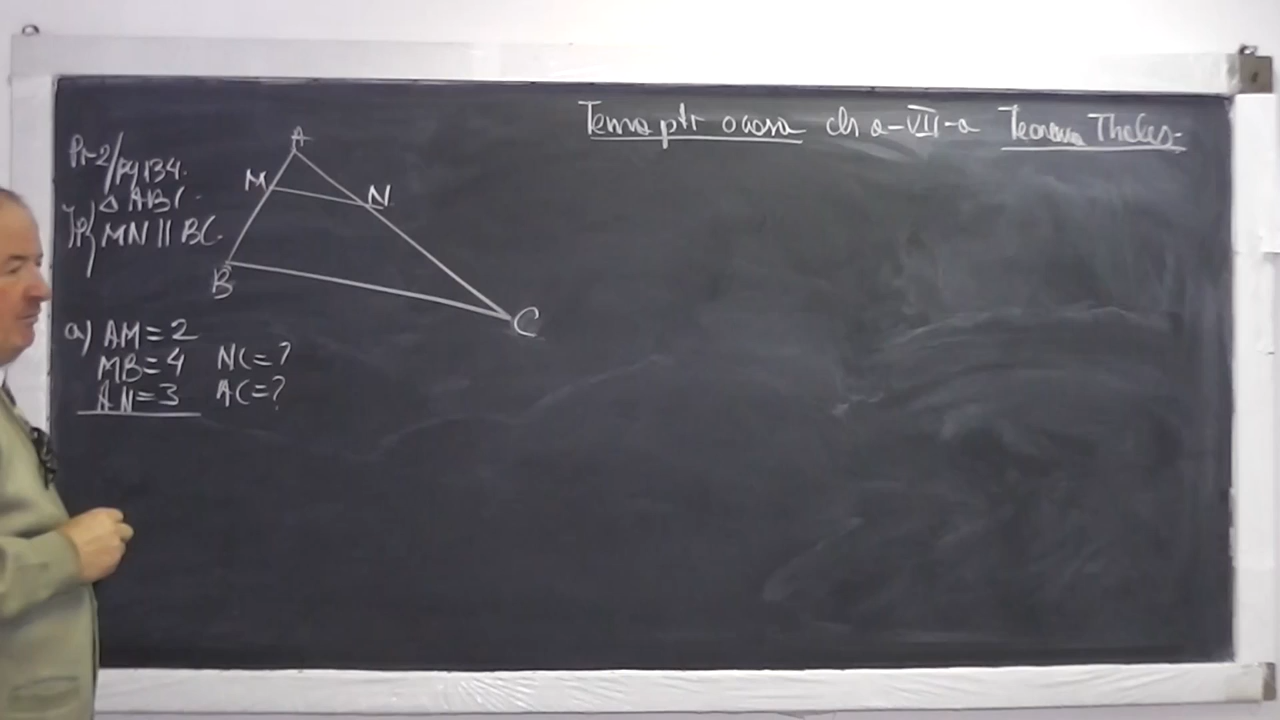 Tema ptr acasa cls a-VII-a Teorema Thales
Pr 2/pg 134.
△ ABC.
Ip{ MN || BC.
A
M
N
B
C
a) AM=2
MB=4 NC=?
AN=3 AC=?